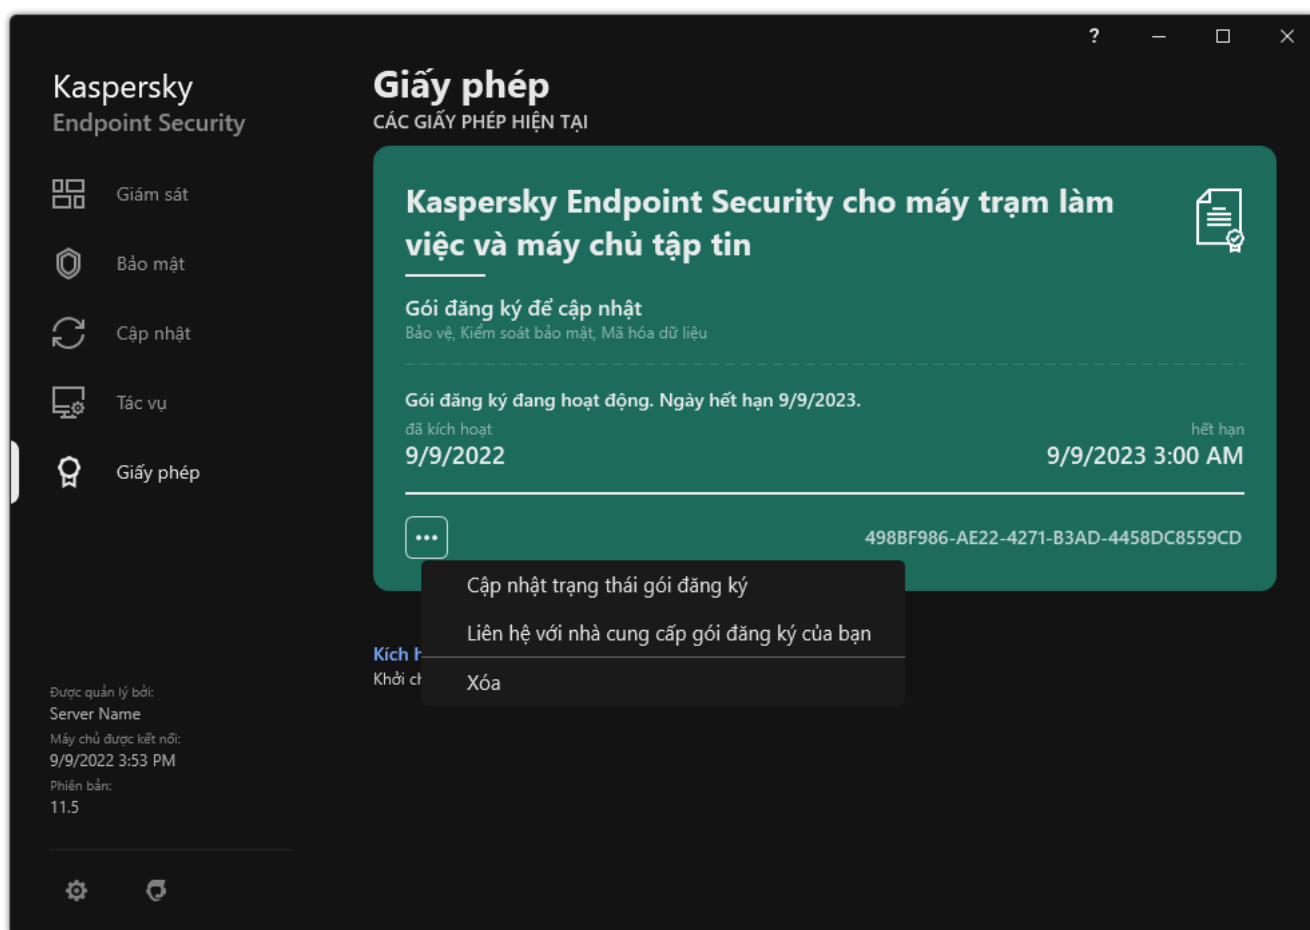 ?
Kaspersky
Endpoint Security
Giám sát
Bảo mật
Cập nhật
Tác vụ
Giấy phép
Được quản lý bởi:
Server Name
Máy chủ được kết nối:
9/9/2022 3:53 PM
Phiên bản:
11.5
Giấy phép
CÁC GIẤY PHÉP HIỆN TẠI
Kaspersky Endpoint Security cho máy trạm làm
việc và máy chủ tập tin
Gói đăng ký để cập nhật
Bảo vệ, Kiểm soát bảo mật, Mã hóa dữ liệu
Gói đăng ký đang hoạt động. Ngày hết hạn 9/9/2023.
đã kích hoạt hết hạn
9/9/2022 9/9/2023 3:00 AM
498BF986-AE22-4271-B3AD-4458DC8559CD
Cập nhật trạng thái gói đăng ký
Liên hệ với nhà cung cấp gói đăng ký của bạn
Xóa
Kích
Khởi